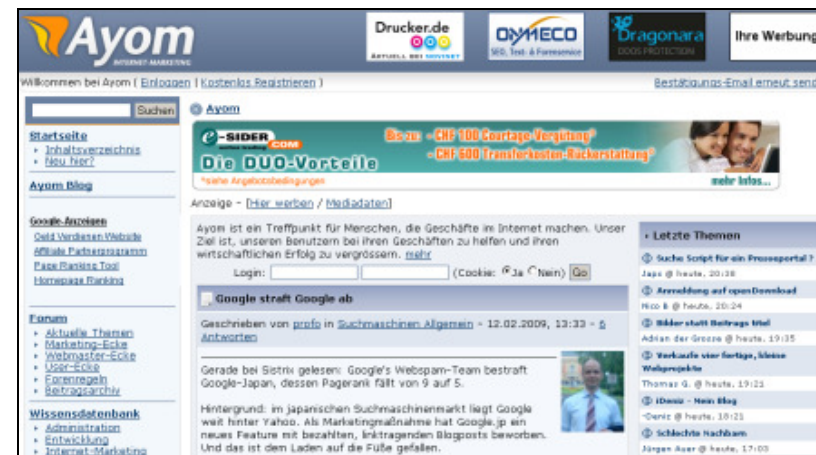 Ayom
INTERNET MARKETING
Drucker.de
AKTUELL BEI NOVISET
OMMECO
SEO, Text- & Forenservice
Dragonara
DDOS PROTECTION
Ihre Werbung
Willkommen bei Ayom ( Einloggen | Kostenlos Registrieren )
Bestätigungs-Email erneut send
Suchen
Startseite
Inhaltsverzeichnis
Neu hier?
Ayom Blog
Google-Anzeigen
Geld Verdienen Website
Affiliate Partnerprogramm
Page Ranking Tool
Homepage Ranking
Forum
Aktuelle Themen
Marketing-Ecke
Webmaster-Ecke
User-Ecke
Forenregeln
Beitragsarchiv
Wissensdatenbank
Administration
Entwicklung
Internet-Marketing
Ayom
e-SIDER.COM
Die DUO-Vorteile
*siehe Angebotsbedingungen
Bis zu: - CHF 100 Courtage-Vergütung*
- CHF 600 Transferkosten-Rückerstattung*
mehr Infos...
Anzeige - [Hier werben / Mediadaten]
Ayom ist ein Treffpunkt für Menschen, die Geschäfte im Internet machen. Unser
Ziel ist, unseren Benutzern bei ihren Geschäften zu helfen und ihren
wirtschaftlichen Erfolg zu vergrössern. mehr
Login: (Cookie: Ja Nein) Go
Google straft Google ab
Geschrieben von profo in Suchmaschinen Allgemein - 12.02.2009, 13:33 - 6
Antworten
Gerade bei Sistrix gelesen: Google's Webspam-Team bestraft
Google-Japan, dessen Pagerank fällt von 9 auf 5.
Hintergrund: im japanischen Suchmaschinenmarkt liegt Google
weit hinter Yahoo. Als Marketingmaßnahme hat Google.jp ein
neues Feature mit bezahlten, linktragenden Blogposts beworben.
Und das ist dem Laden auf die Füße gefallen.
Letzte Themen
Suche Script für ein Presseportal ?
Japs @ heute, 20:38
Anmeldung auf openDownload
Nico B @ heute, 20:24
Bilder statt Beitrags titel
Adrian der Grosse @ heute, 19:35
Verkaufe vier fertige, kleine
Webprojekte
Thomas G. @ heute, 19:21
iDeniz - Mein Blog
-Deniz @ heute, 18:21
Schlechte Nachbarn
Jürgen Auer @ heute, 17:03